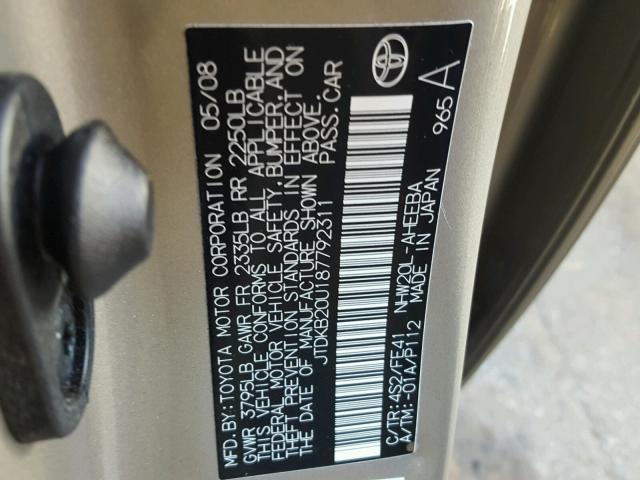 MFD. BY: TOYOTA MOTOR CORPORATION 05/08
GVWR 3795LB GAWR FR 2335LB RR 2250LB
THIS VEHICLE CONFORMS TO ALL APPLICABLE
FEDERAL MOTOR VEHICLE SAFETY, BUMPER, AND
THEFT PREVENTION STANDARDS IN EFFECT ON
THE DATE OF MANUFACTURE SHOWN ABOVE.
JTDKB20U187792311 PASS. CAR
C/TR: 4S2/FE41 NHW20L-AHEEBA
A/TM: -01A/P112 MADE IN JAPAN 965 A